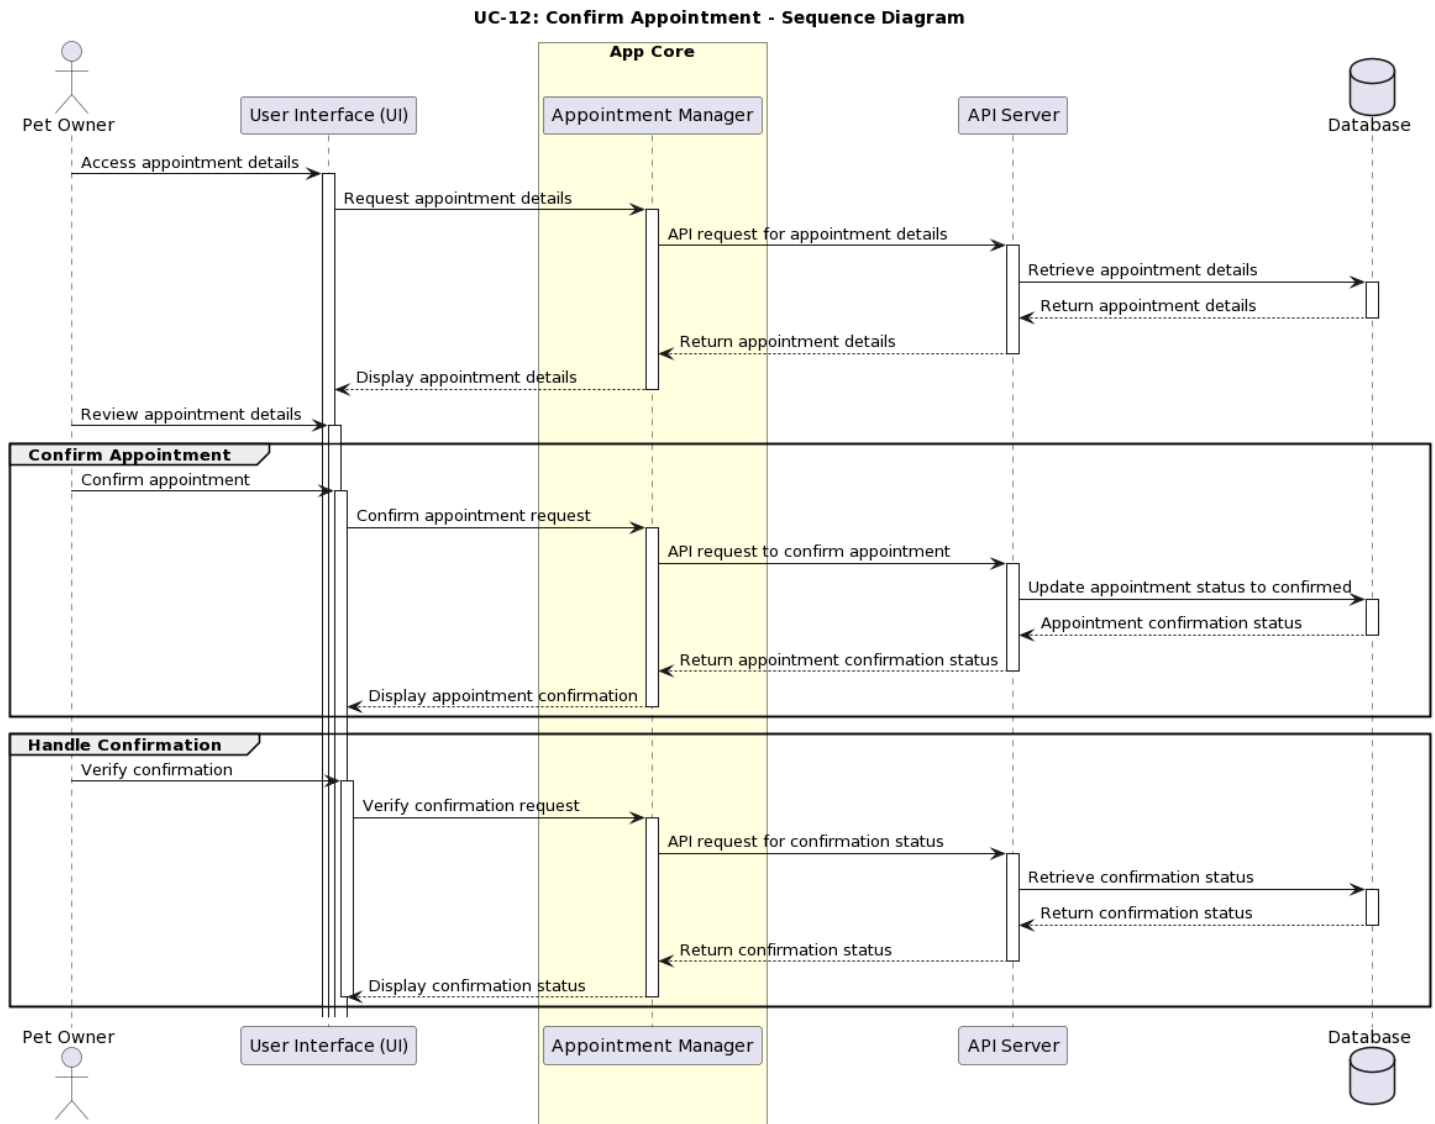 UC-12: Confirm Appointment - Sequence Diagram
App Core
Pet Owner
User Interface (UI)
Appointment Manager
API Server
Database
Access appointment details
Request appointment details
API request for appointment details
Retrieve appointment details
Return appointment details
Return appointment details
Display appointment details
Review appointment details
Confirm Appointment
Confirm appointment
Confirm appointment request
API request to confirm appointment
Update appointment status to confirmed
Appointment confirmation status
Return appointment confirmation status
Display appointment confirmation
Handle Confirmation
Verify confirmation
Verify confirmation request
API request for confirmation status
Retrieve confirmation status
Return confirmation status
Return confirmation status
Display confirmation status
Pet Owner
User Interface (UI)
Appointment Manager
API Server
Database